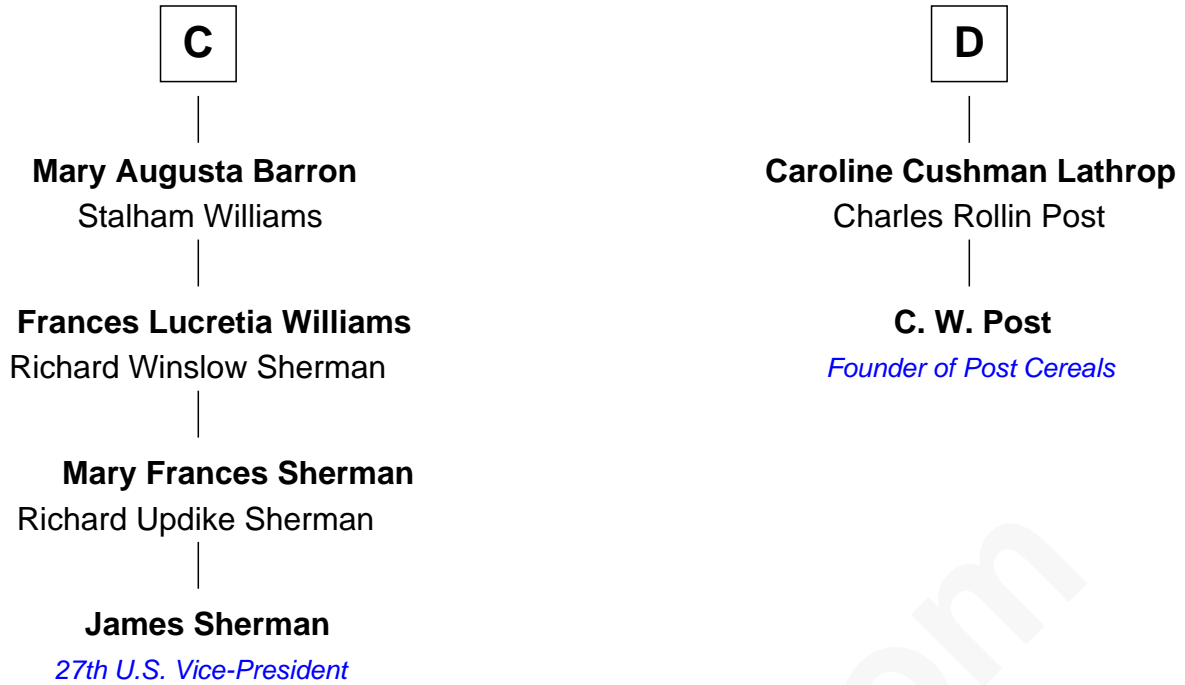 C
Mary Augusta Barron
Stalham Williams
Frances Lucretia Williams
Richard Winslow Sherman
Mary Frances Sherman
Richard Updike Sherman
James Sherman
27th U.S. Vice-President
D
Caroline Cushman Lathrop
Charles Rollin Post
C. W. Post
Founder of Post Cereals
om